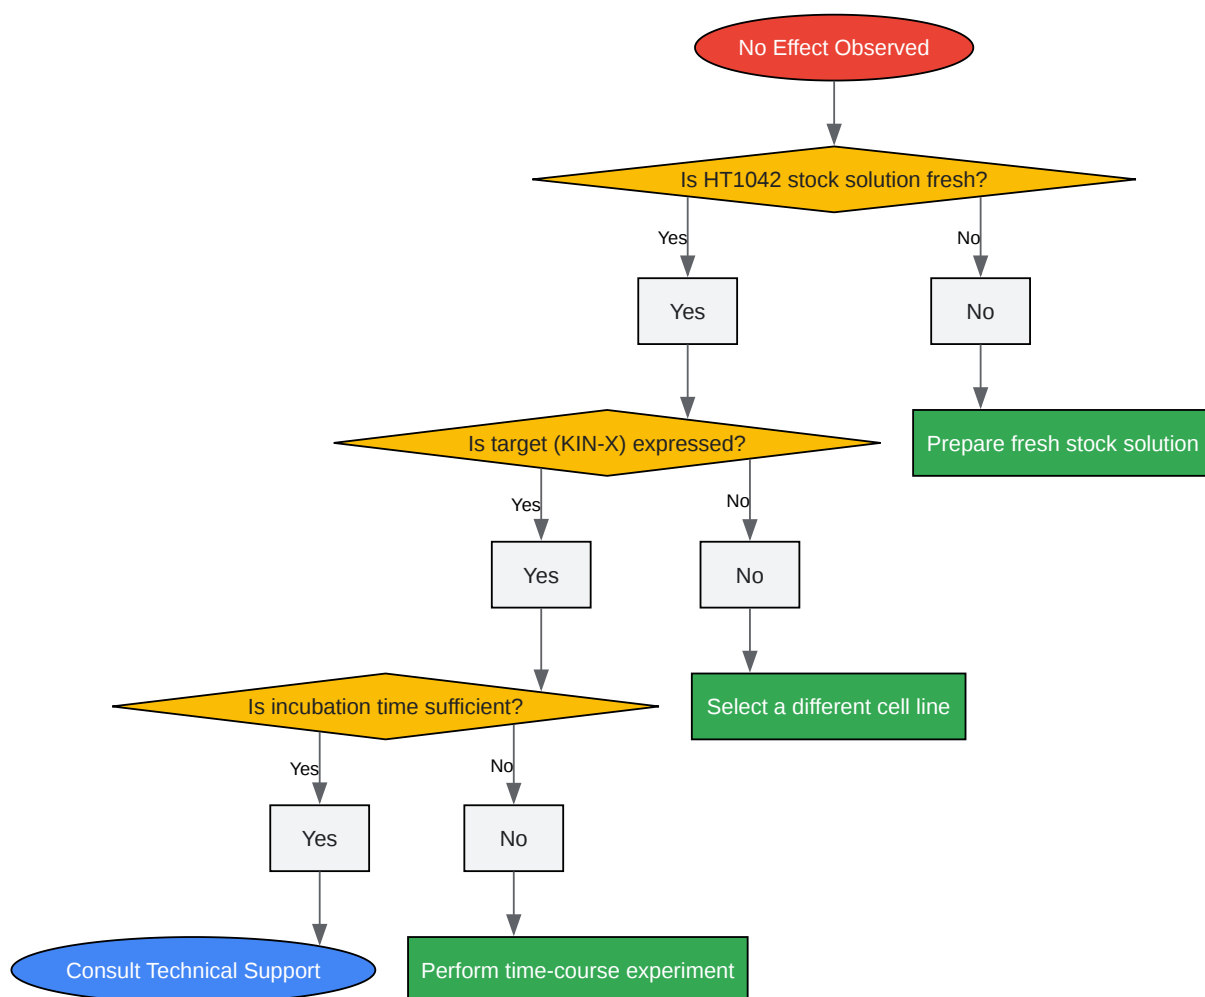 No Effect Observed
Is HT1042 stock solution fresh?
Yes
No
Yes
No
Is target (KIN-X) expressed?
Prepare fresh stock solution
Yes
No
Yes
No
Is incubation time sufficient?
Select a different cell line
Yes
No
Yes
No
Consult Technical Support
Perform time-course experiment